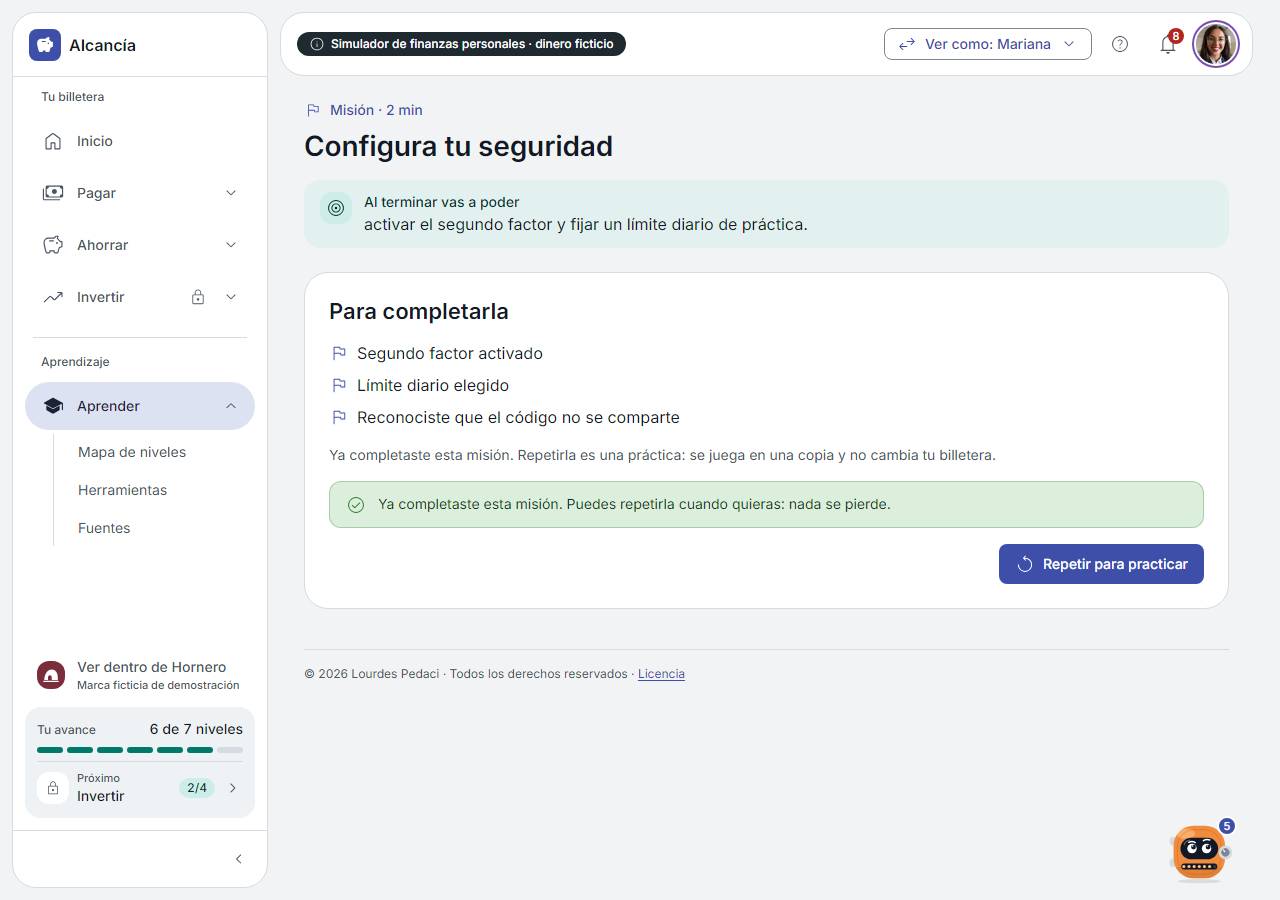 Alcancía
Tu billetera
Inicio
Pagar
Ahorrar
Invertir
Aprendizaje
Aprender
Mapa de niveles
Herramientas
Fuentes
Ver dentro de Hornero
Marca ficticia de demostración
Tu avance
6 de 7 niveles
Próximo
Invertir
2/4
Simulador de finanzas personales · dinero ficticio
Ver como: Mariana
8
Misión · 2 min
Configura tu seguridad
Al terminar vas a poder
activar el segundo factor y fijar un límite diario de práctica.
Para completarla
Segundo factor activado
Límite diario elegido
Reconociste que el código no se comparte
Ya completaste esta misión. Repetirla es una práctica: se juega en una copia y no cambia tu billetera.
Ya completaste esta misión. Puedes repetirla cuando quieras: nada se pierde.
Repetir para practicar
© 2026 Lourdes Pedaci · Todos los derechos reservados · Licencia
5